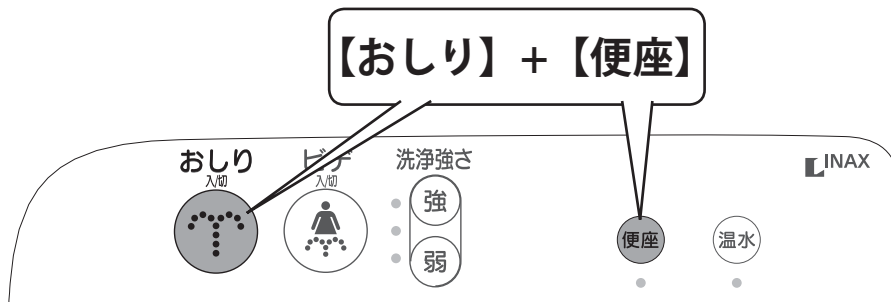 【おしり】+【便座】
おしり
入/切
ビデ
入/切
洗浄強さ
強
弱
便座
温水
INAX